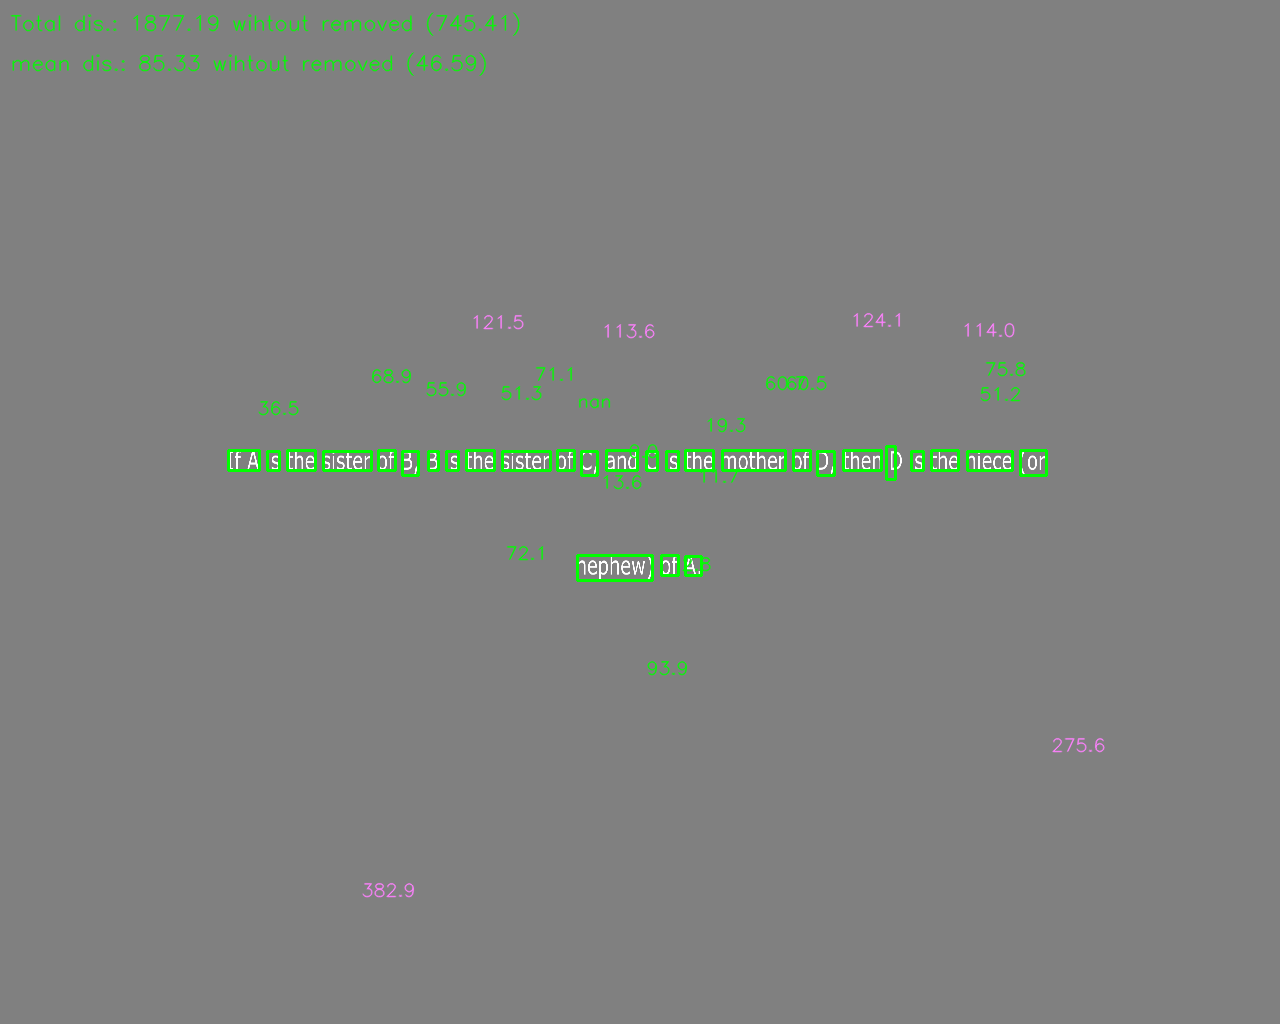 Total dis.: 1877.19 wihtout removed (745.41)
mean dis.: 85.33 wihtout removed (46.59)
121.5 113.6 124.1 114.0
68.9 55.9 51.3 71.1 60.5 75.8
36.5 nan 19.3 51.2
If A is the sister of B, B is the sister of C, and C is the mother of D, then D is the niece (or
13.6 11.7
72.1 nephew) of A.
93.9
275.6
382.9